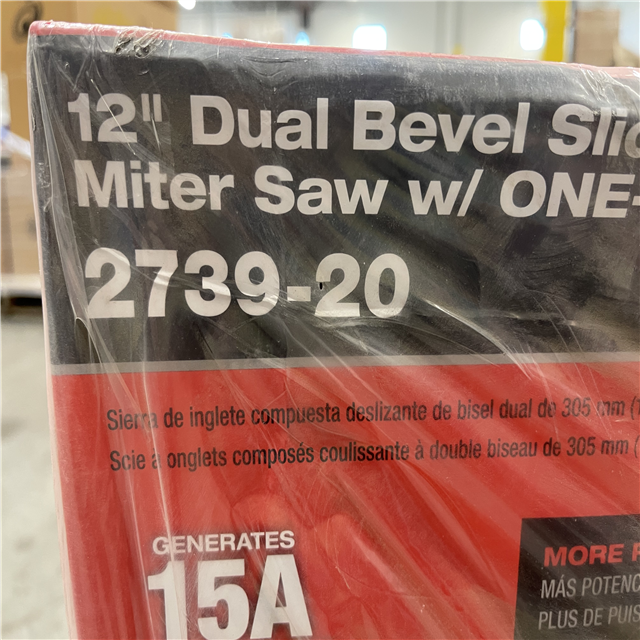 12" Dual Bevel Slid
Miter Saw w/ ONE-
2739-20
Sierra de inglete compuesta deslizante de bisel dual de 305 mm (1
Scie a onglets composés coulissante à double biseau de 305 mm (
GENERATES
15A
MORE P
MÁS POTENC
PLUS DE PUIS